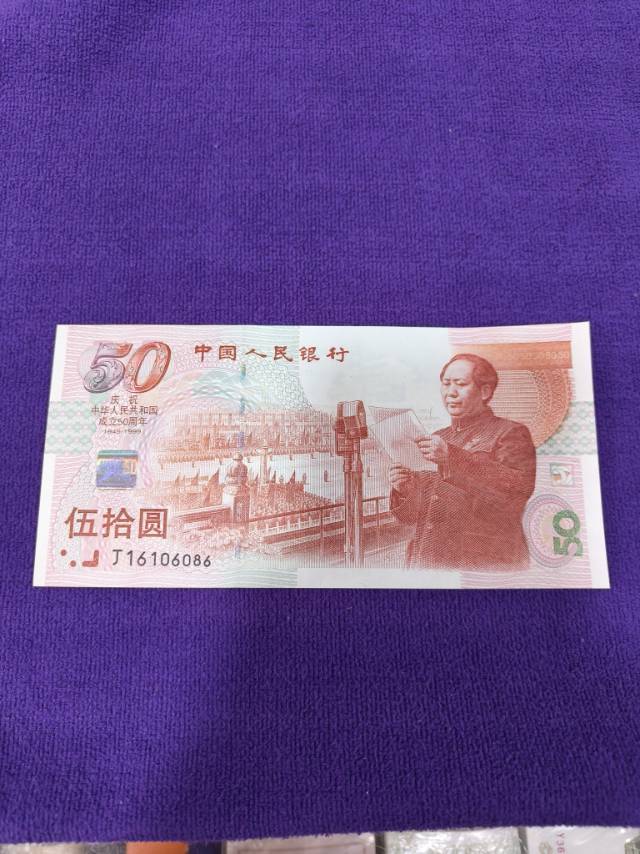 50
中国人民银行
庆祝
中华人民共和国
成立50周年
1949-1999
伍拾圆
J16106086
50